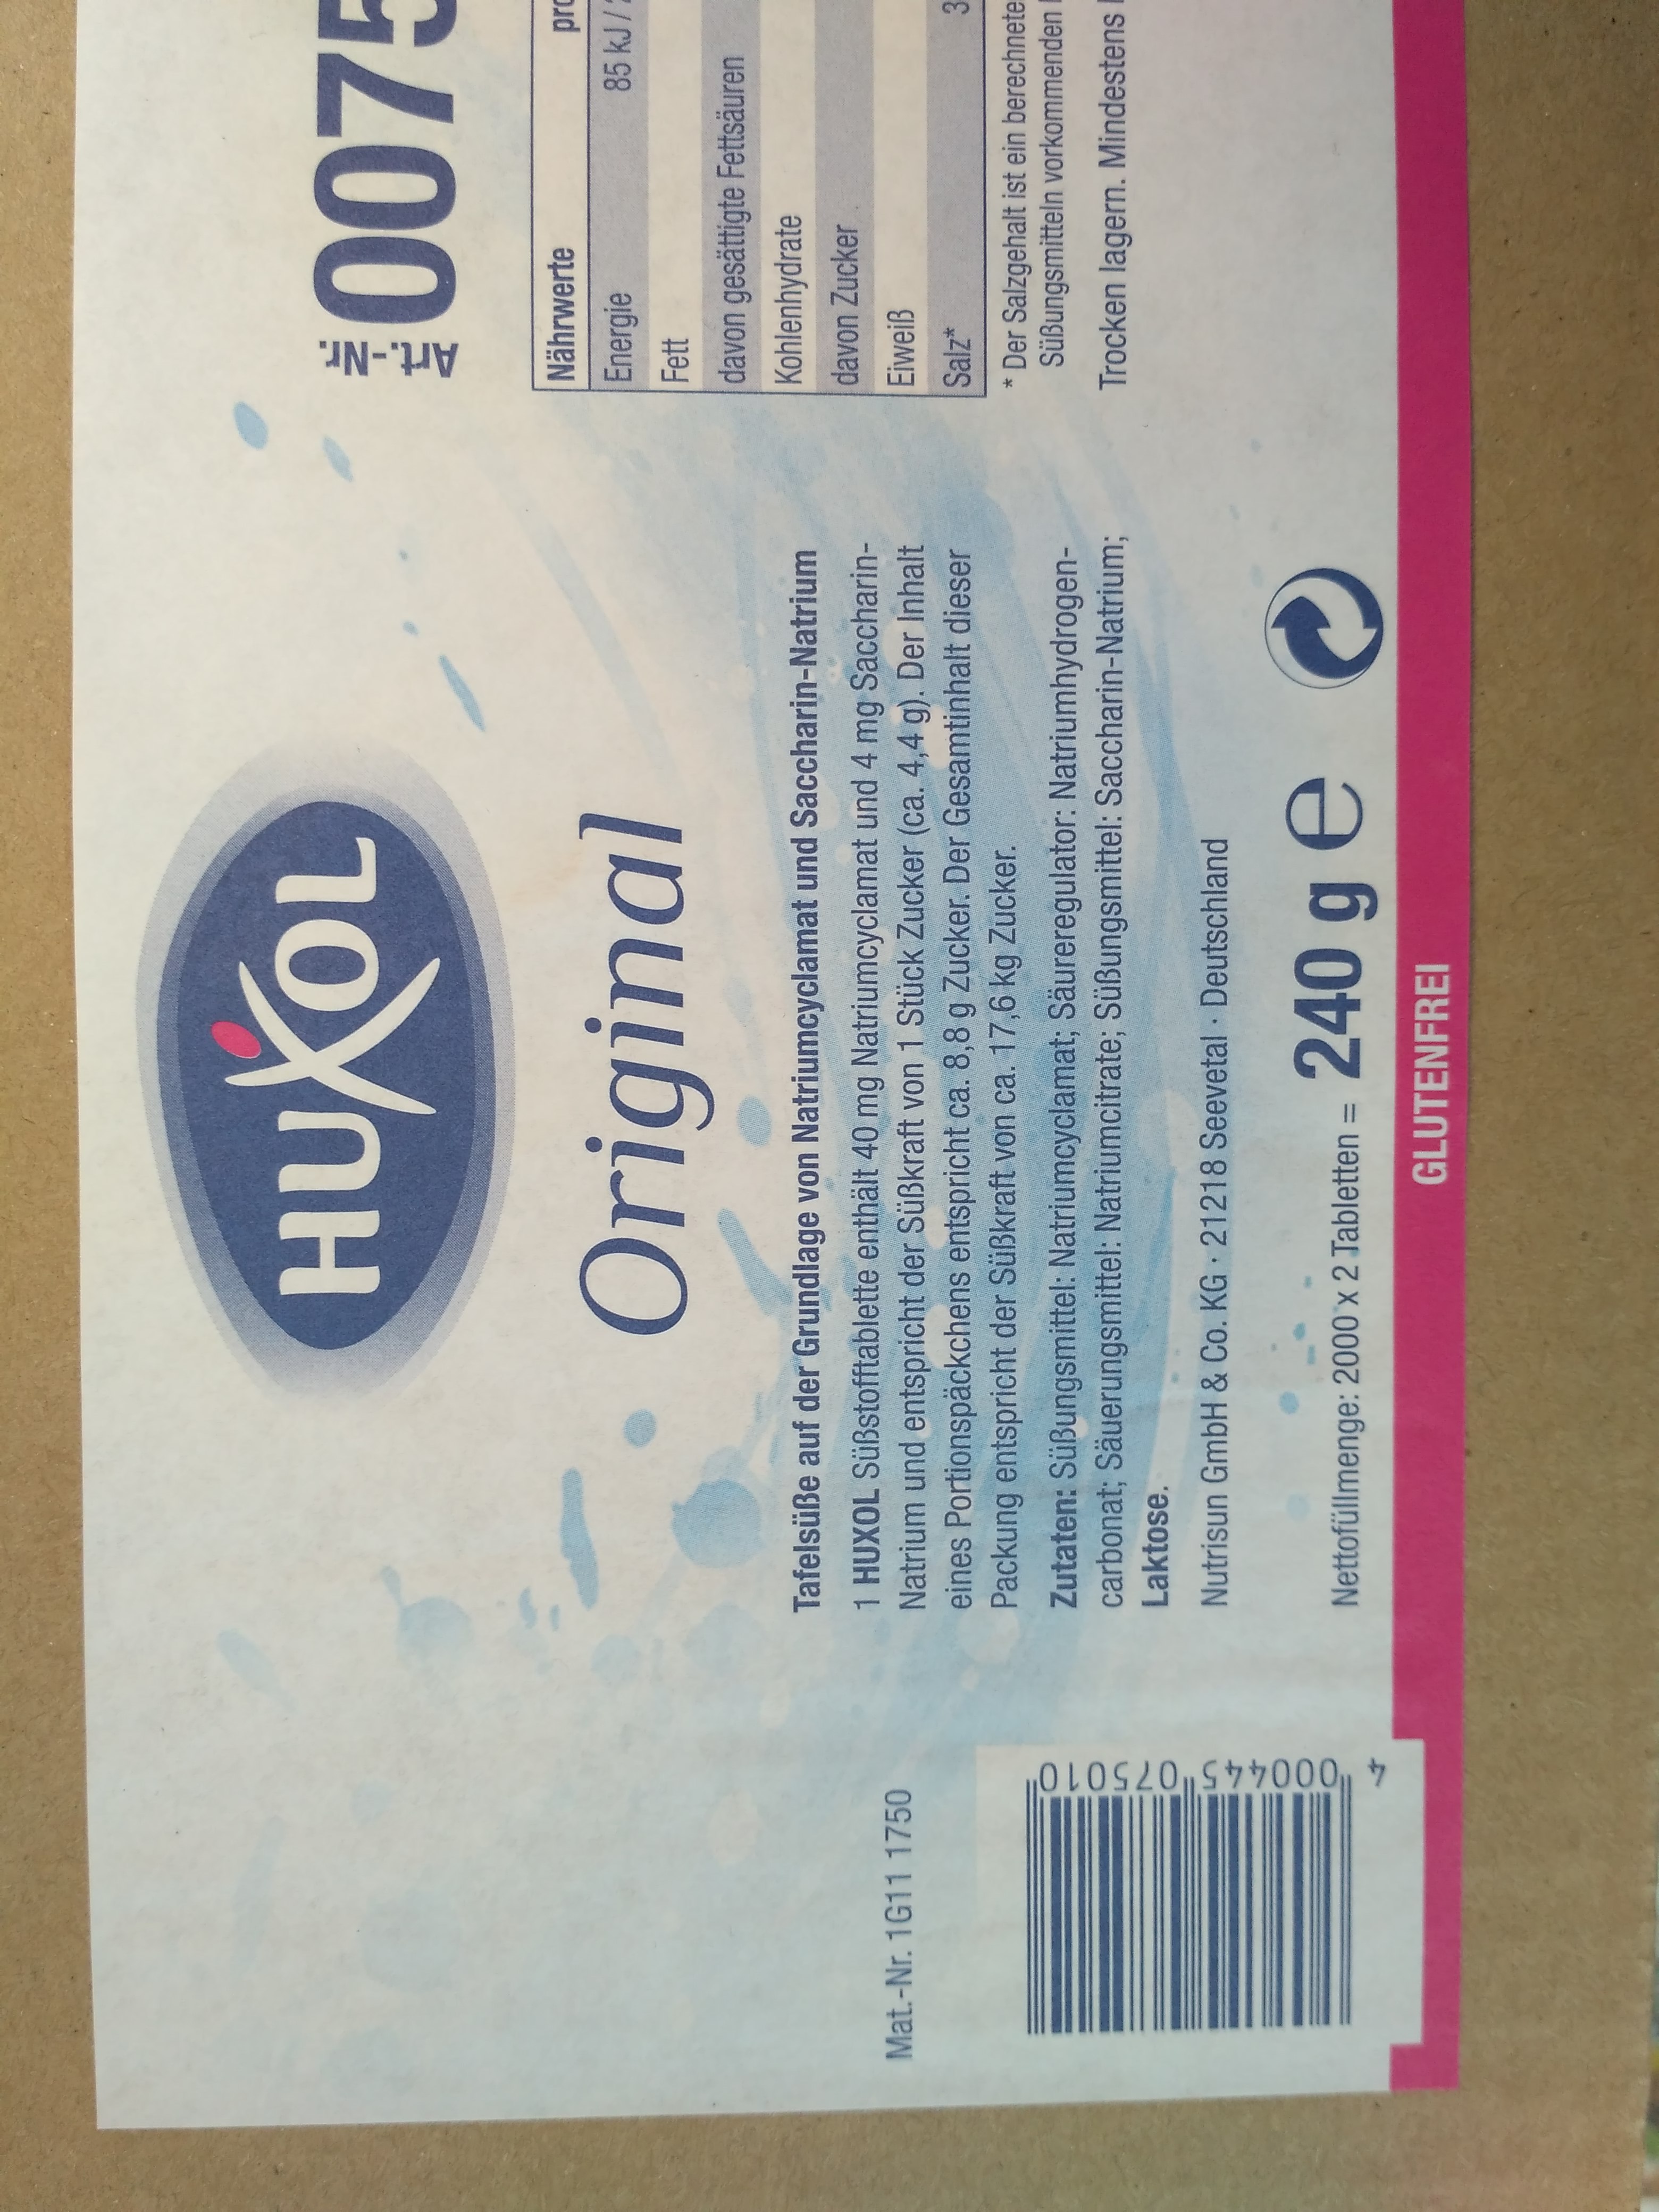 HUXOL
Original
Tafelsüße auf der Grundlage von Natriumcyclamat und Saccharin-Natrium
1 HUXOL Süßstofftablette enthält 40 mg Natriumcyclamat und 4 mg Saccharin-
Natrium und entspricht der Süßkraft von 1 Stück Zucker (ca. 4,4 g). Der Inhalt
eines Portionspäckchens entspricht ca. 8,8 g Zucker. Der Gesamtinhalt dieser
Packung entspricht der Süßkraft von ca. 17,6 kg Zucker.
Zutaten: Süßungsmittel: Natriumcyclamat; Säureregulator: Natriumhydrogen-
carbonat; Säuerungsmittel: Natriumcitrate; Süßungsmittel: Saccharin-Natrium;
Laktose.
Nutrisun GmbH & Co. KG · 21218 Seevetal · Deutschland
Nettofüllmenge: 2000 x 2 Tabletten = 240 g e
GLUTENFREI
Mat.-Nr. 1G11 1750
4 000445 075010
Art.-Nr. 0075
Nährwerte
Energie 85 kJ /
Fett
davon gesättigte Fettsäuren
Kohlenhydrate
davon Zucker
Eiweiß
Salz* 3
* Der Salzgehalt ist ein berechnete
Süßungsmitteln vorkommenden
Trocken lagern. Mindestens